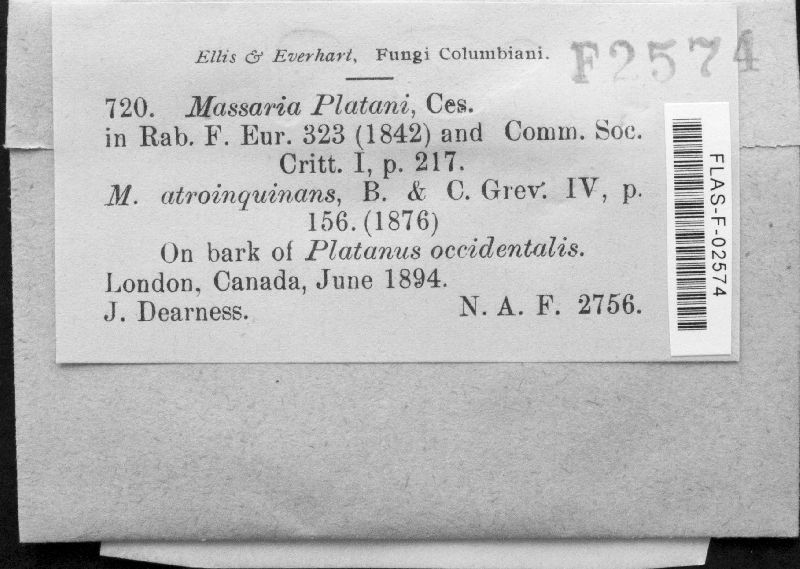 Ellis & Everhart, Fungi Columbiani.
F2574
720. Massaria Platani, Ces.
in Rab. F. Eur. 323 (1842) and Comm. Soc.
Critt. I, p. 217.
M. atroinquinans, B. & C. Grev. IV, p.
156. (1876)
On bark of Platanus occidentalis.
London, Canada, June 1894.
J. Dearness. N. A. F. 2756.
FLAS-F-02574